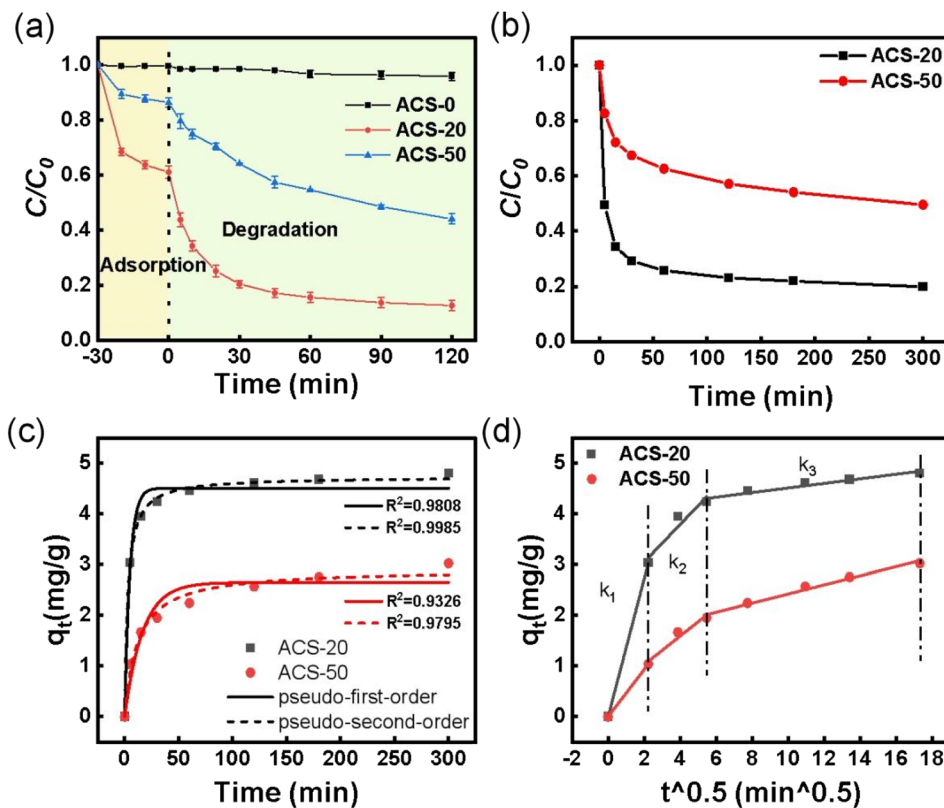 (a)
1.0
0.8
0.6
0.4
0.2
0.0
C/C0
ACS-0
ACS-20
ACS-50
Degradation
Adsorption
-30 0 30 60 90 120
Time (min)
(b)
1.0
0.8
0.6
0.4
0.2
0.0
C/C0
ACS-20
ACS-50
0 50 100 150 200 250 300
Time (min)
(c)
5
4
3
2
1
0
qt(mg/g)
R²=0.9808
R²=0.9985
R²=0.9326
R²=0.9795
ACS-20
ACS-50
pseudo-first-order
pseudo-second-order
0 50 100 150 200 250 300
Time (min)
(d)
5
4
3
2
1
0
qt(mg/g)
ACS-20
ACS-50
k1
k2
k3
-2 0 2 4 6 8 10 12 14 16 18
t^0.5 (min^0.5)